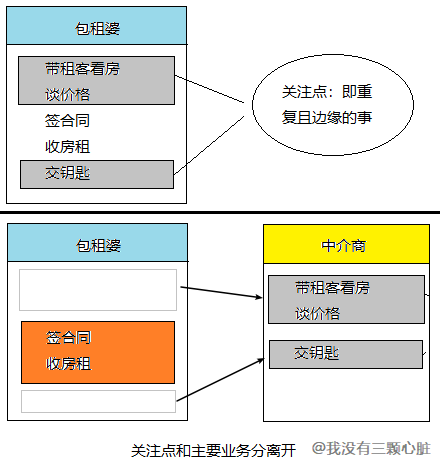 包租婆
带租客看房
谈价格
签合同
收房租
交钥匙
关注点：即重
复且边缘的事
包租婆
签合同
收房租
中介商
带租客看房
谈价格
交钥匙
关注点和主要业务分离开
@我没有三颗心脏